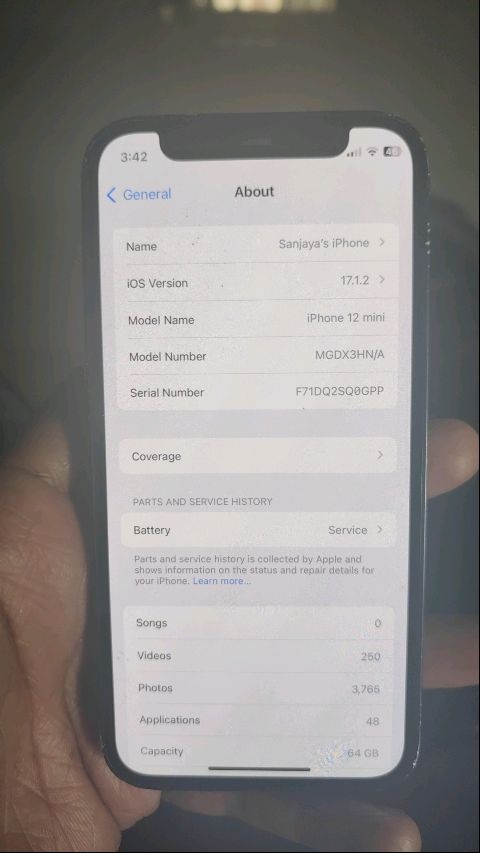 3:42
46
General
About
Name Sanjaya's iPhone
iOS Version 17.1.2
Model Name iPhone 12 mini
Model Number MGDX3HN/A
Serial Number F71DQ2SQ0GPP
Coverage
PARTS AND SERVICE HISTORY
Battery Service
Parts and service history is collected by Apple and
shows information on the status and repair details for
your iPhone. Learn more...
Songs 0
Videos 250
Photos 3,765
Applications 48
Capacity 64 GB